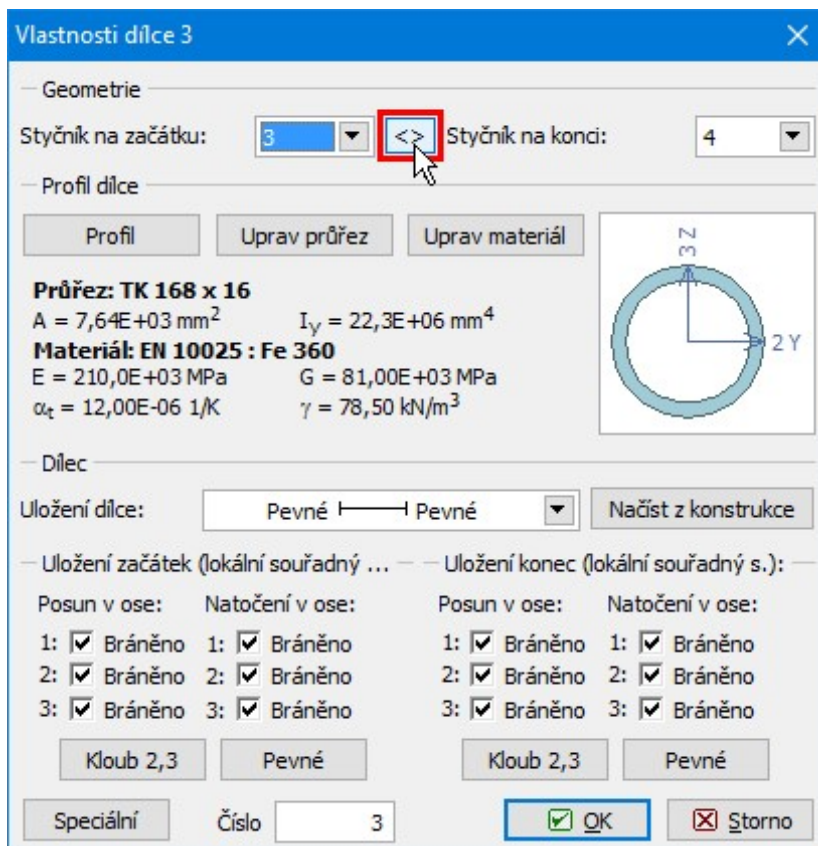 Vlastnosti dílce 3
Geometrie
Styčník na začátku: 3 <> Styčník na konci: 4
Profil dílce
Profil Uprav průřez Uprav materiál
3 Z
2 Y
Průřez: TK 168 x 16
A = 7,64E+03 mm² I_y = 22,3E+06 mm⁴
Materiál: EN 10025 : Fe 360
E = 210,0E+03 MPa G = 81,00E+03 MPa
α_t = 12,00E-06 1/K γ = 78,50 kN/m³
Dílec
Uložení dílce: Pevné Pevné Načíst z konstrukce
Uložení začátek (lokální souřadný ... Uložení konec (lokální souřadný s.):
Posun v ose: Natočení v ose: Posun v ose: Natočení v ose:
1: Bráněno 1: Bráněno 1: Bráněno 1: Bráněno
2: Bráněno 2: Bráněno 2: Bráněno 2: Bráněno
3: Bráněno 3: Bráněno 3: Bráněno 3: Bráněno
Kloub 2,3 Pevné Kloub 2,3 Pevné
Speciální Číslo 3 OK Storno